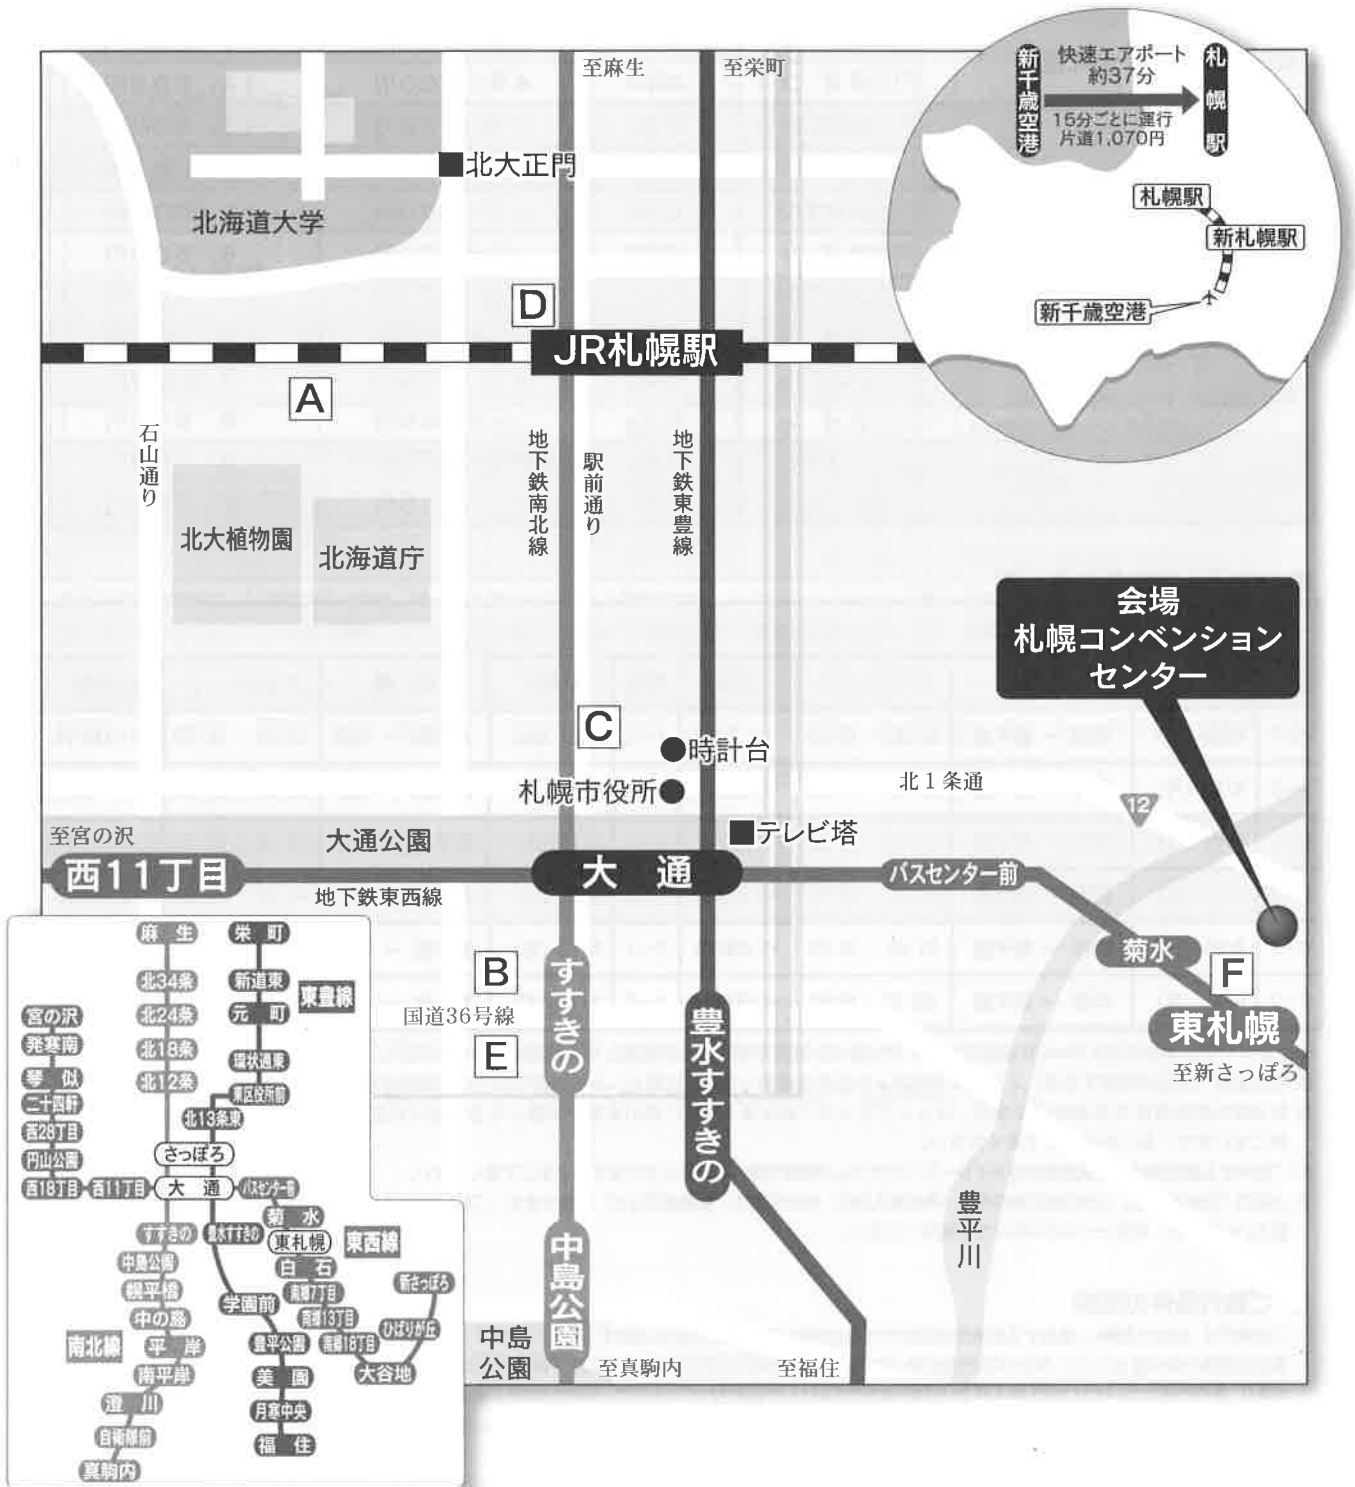 至麻生
至栄町
新千歳空港
快速エアポート
約37分
15分ごとに運行
片道1,070円
札幌駅
札幌駅
新札幌駅
新千歳空港
北大正門
北海道大学
D
JR札幌駅
A
石山通り
地下鉄南北線
駅前通り
地下鉄東豊線
北大植物園
北海道庁
会場
札幌コンベンション
センター
C
時計台
札幌市役所
北1条通
12
至宮の沢
大通公園
テレビ塔
西11丁目
大通
バスセンター前
地下鉄東西線
菊水
B
すすきの
F
国道36号線
豊水すすきの
東札幌
E
至新さっぽろ
豊平川
中島公園
中島
公園
至真駒内
至福住
麻生
栄町
北34条
新道東
東豊線
宮の沢
北24条
元町
発寒南
北18条
環状通東
琴似
北12条
東区役所前
二十四軒
北13条東
西28丁目
さっぽろ
円山公園
西18丁目
西11丁目
大通
バスセンター前
菊水
すすきの
豊水すすきの
東札幌
東西線
中島公園
白石
新さっぽろ
幌平橋
南郷7丁目
学園前
中の島
南郷13丁目
ひばりが丘
南北線
平岸
豊平公園
南郷18丁目
南平岸
美園
大谷地
澄川
月寒中央
自衛隊前
福住
真駒内